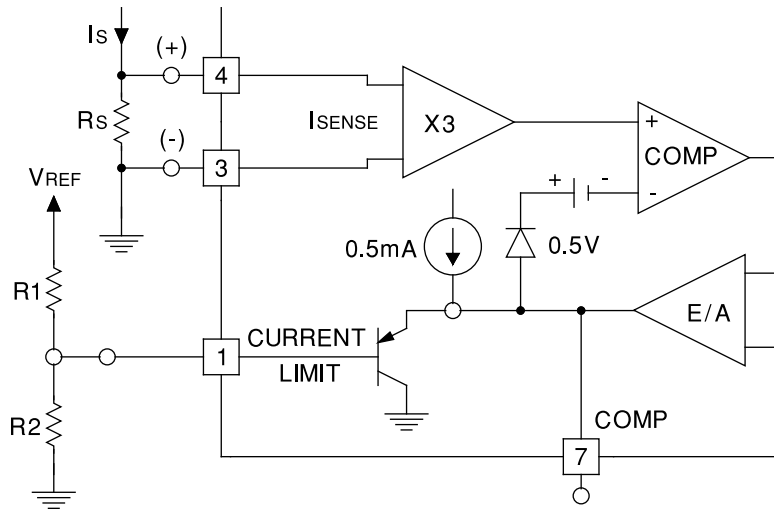 IS
(+)
4
RS
(-)
ISENSE
X3
+
COMP
-
3
VREF
+
-
0.5mA
0.5V
R1
E/A
1
CURRENT
LIMIT
R2
COMP
7